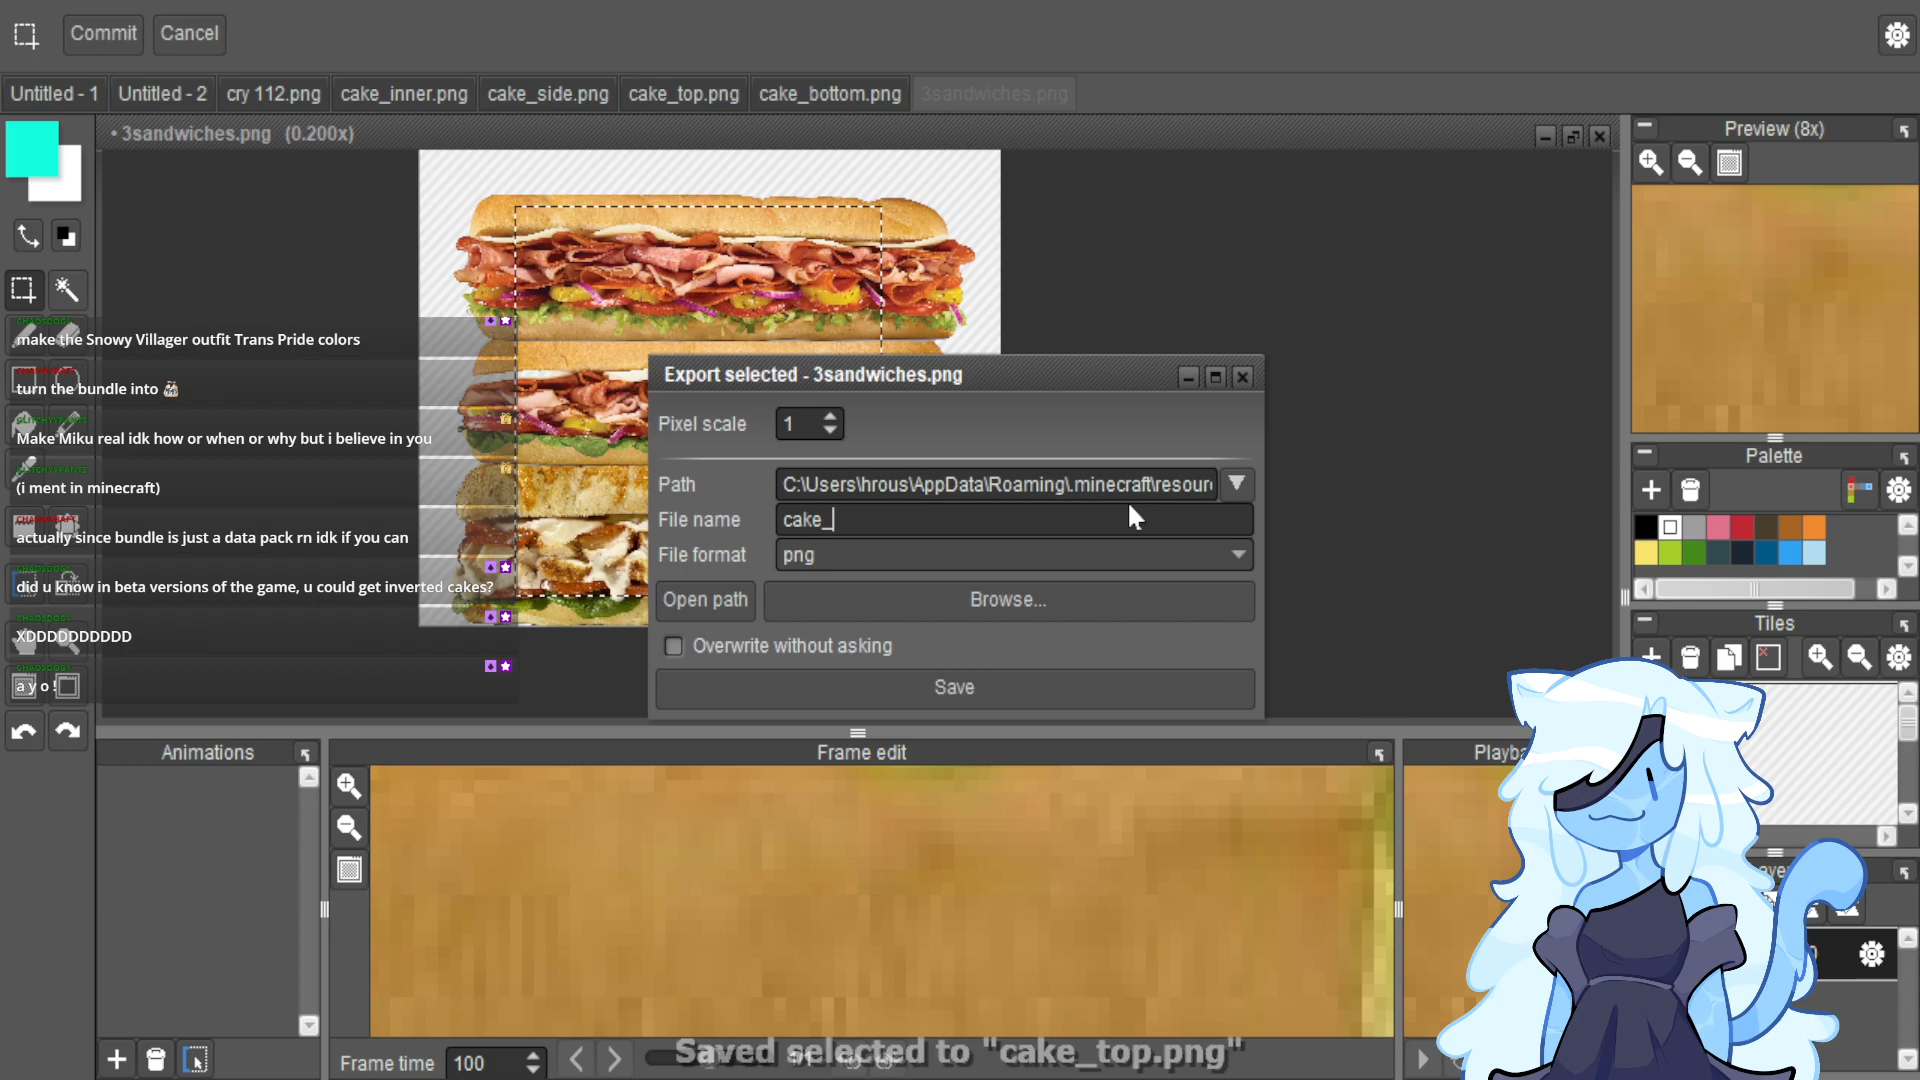 Commit Cancel
Untitled - 1 Untitled - 2 cry 112.png cake_inner.png cake_side.png cake_top.png cake_bottom.png 3sandwiches.png
• 3sandwiches.png (0.200x)
Preview (8x)
CHAOSDOGY
make the Snowy Villager outfit Trans Pride colors
turn the bundle into
Make Miku real idk how or when or why but i believe in you
(i ment in minecraft)
actually since bundle is just a data pack rn idk if you can
CHAOSDOGY
did u know in beta versions of the game, u could get inverted cakes?
CHAOSDOGY
XDDDDDDDDDD
CHAOSDOGY
a y o !
Export selected - 3sandwiches.png
Pixel scale 1
Path C:\Users\hrous\AppData\Roaming\.minecraft\resour
File name cake_
File format png
Open path Browse...
Overwrite without asking
Save
Palette
Tiles
Animations
Frame edit
Frame time 100
Saved selected to "cake_top.png"